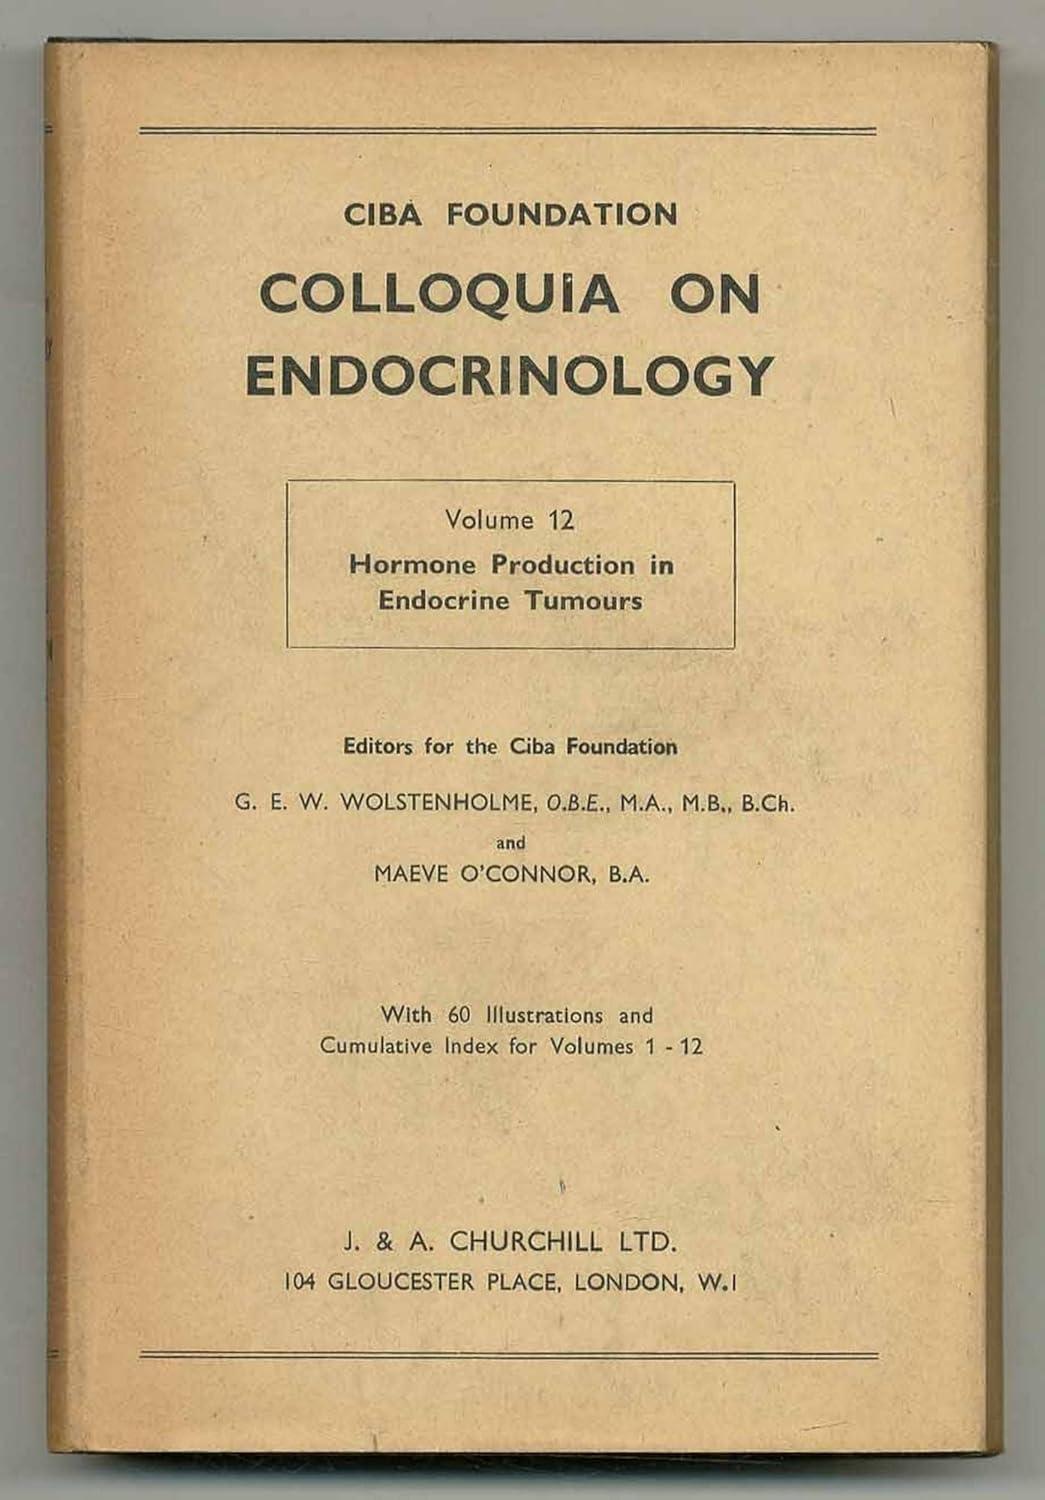 CIBA FOUNDATION
COLLOQUIA ON
ENDOCRINOLOGY
Volume 12
Hormone Production in
Endocrine Tumours
Editors for the Ciba Foundation
G. E. W. WOLSTENHOLME, O.B.E., M.A., M.B., B.Ch.
and
MAEVE O'CONNOR, B.A.
With 60 Illustrations and
Cumulative Index for Volumes 1 - 12
J. & A. CHURCHILL LTD.
104 GLOUCESTER PLACE, LONDON, W.1